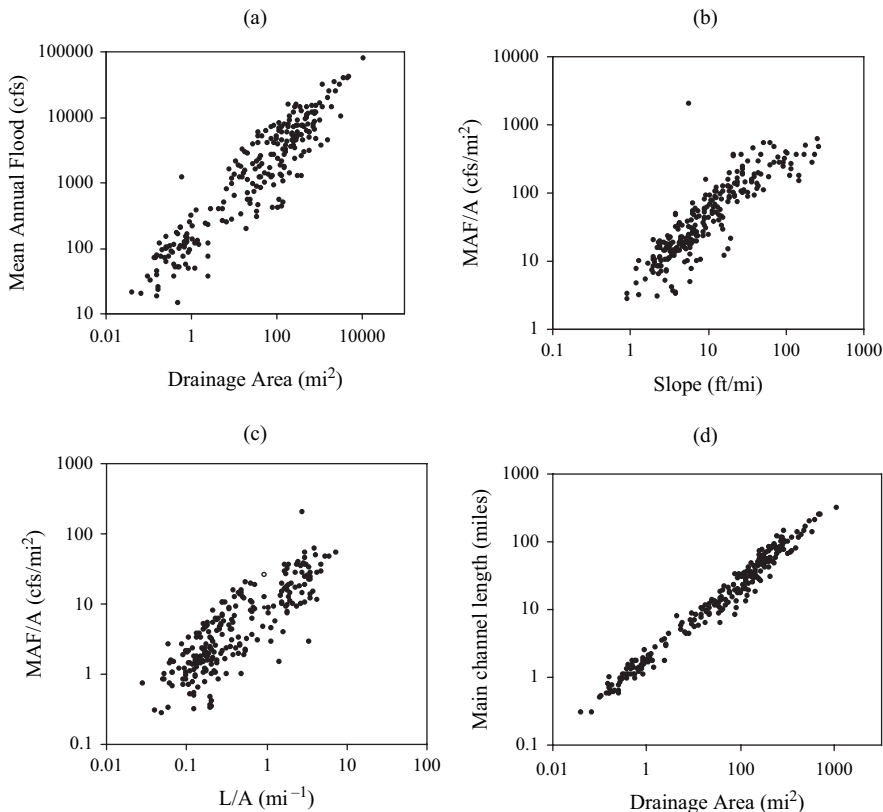 (a)
Mean Annual Flood (cfs)
100000
10000
1000
100
10
0.01 1 100 10000
Drainage Area (mi²)
(b)
MAF/A (cfs/mi²)
10000
1000
100
10
1
0.1 1 10 100 1000
Slope (ft/mi)
(c)
MAF/A (cfs/mi²)
1000
100
10
1
0.1
0.01 0.1 1 10 100
L/A (mi⁻¹)
(d)
Main channel length (miles)
1000
100
10
1
0.1
0.01 1 100 1000
Drainage Area (mi²)